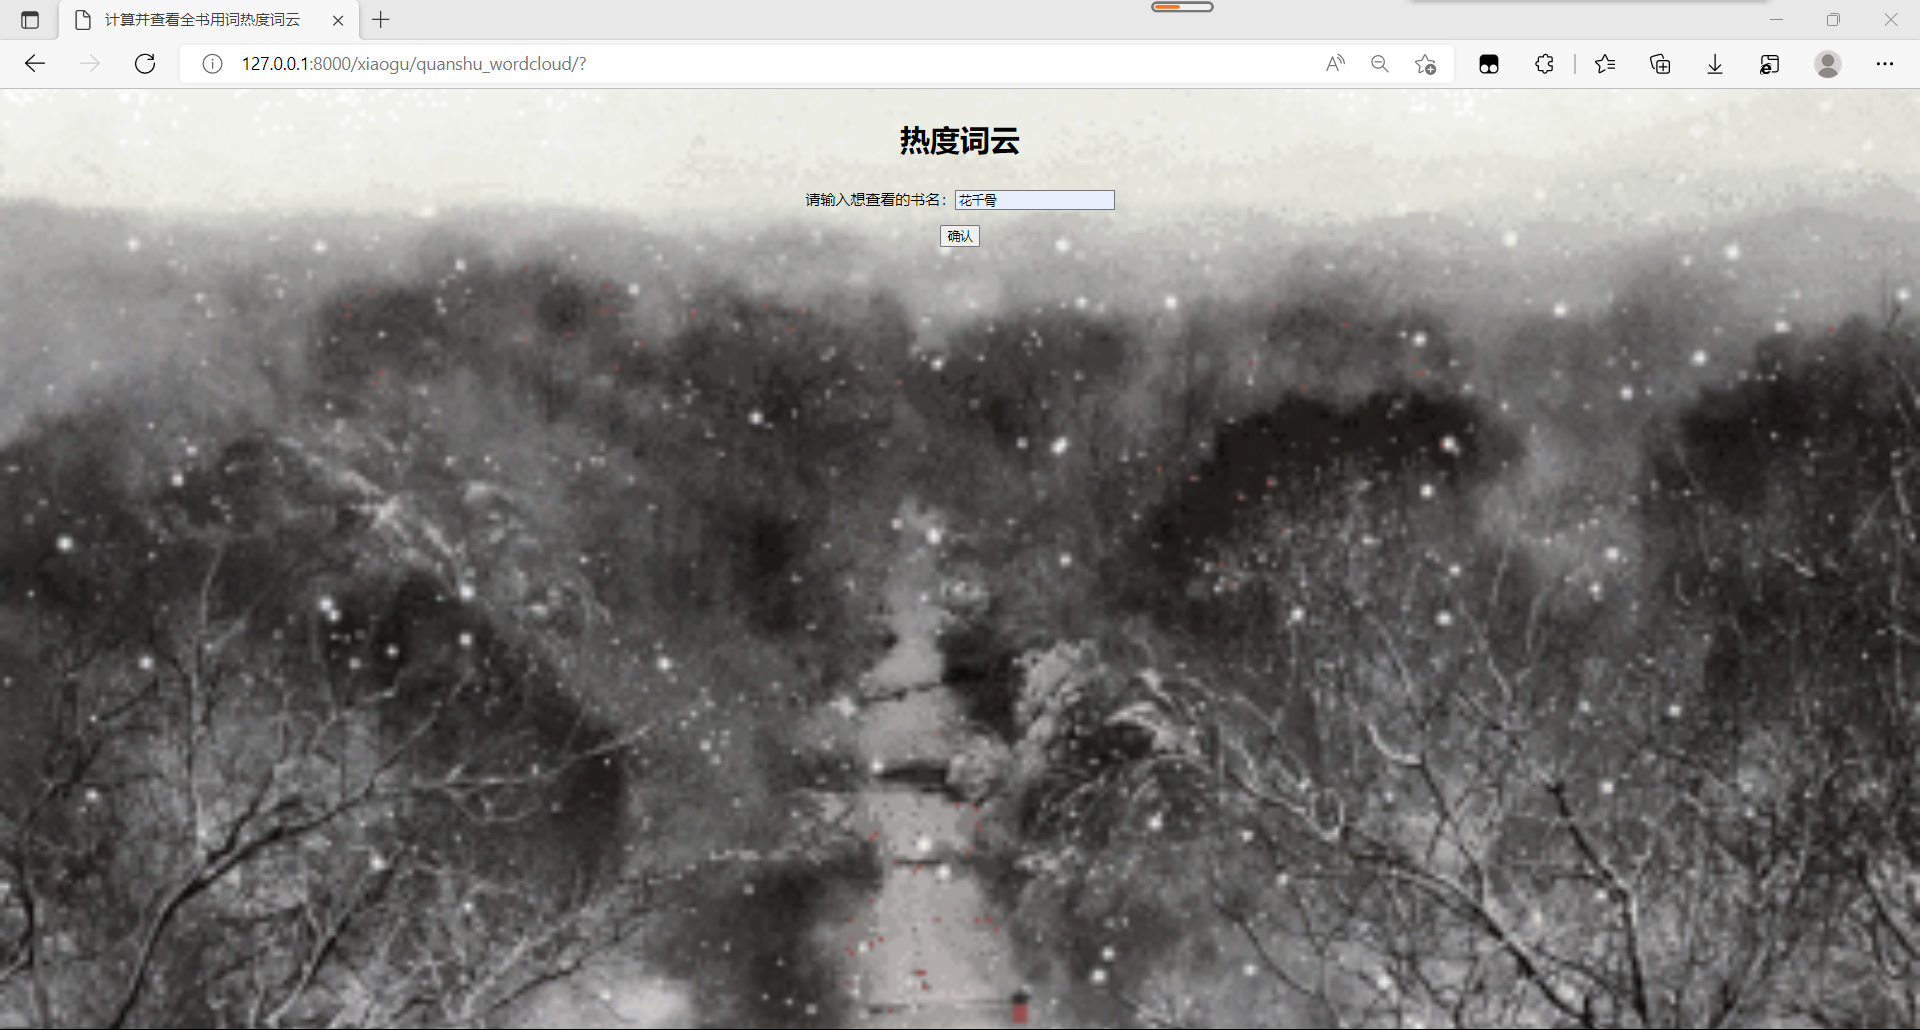 计算并查看全书用词热度词云
127.0.0.1:8000/xiaogu/quanshu_wordcloud/?
热度词云
请输入想查看的书名：花千骨
确认